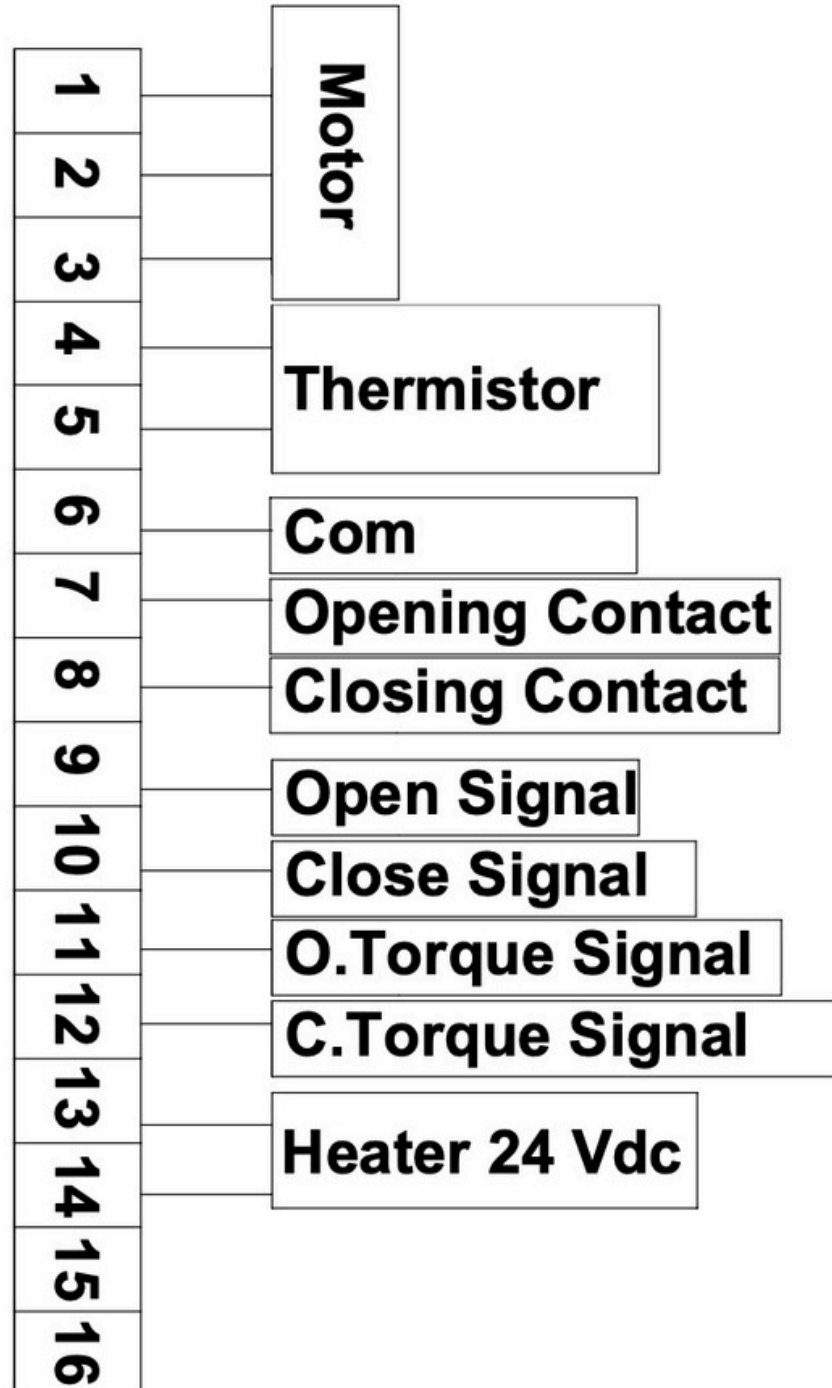 1
Motor
2
3
4
Thermistor
5
6
Com
7
Opening Contact
8
Closing Contact
9
Open Signal
10
Close Signal
11
O.Torque Signal
12
C.Torque Signal
13
Heater 24 Vdc
14
15
16